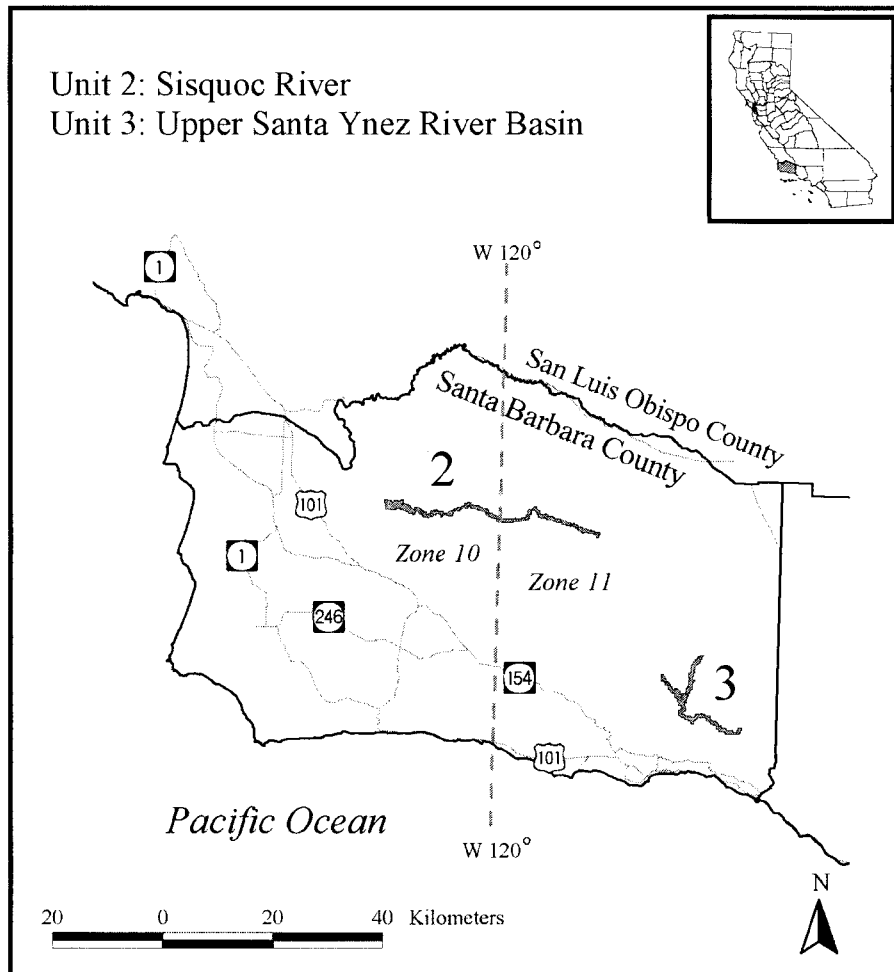 Unit 2: Sisquoc River
Unit 3: Upper Santa Ynez River Basin
1
W 120°
San Luis Obispo County
Santa Barbara County
2
101
Zone 10
1
Zone 11
246
154
3
101
Pacific Ocean
W 120°
N
20 0 20 40 Kilometers